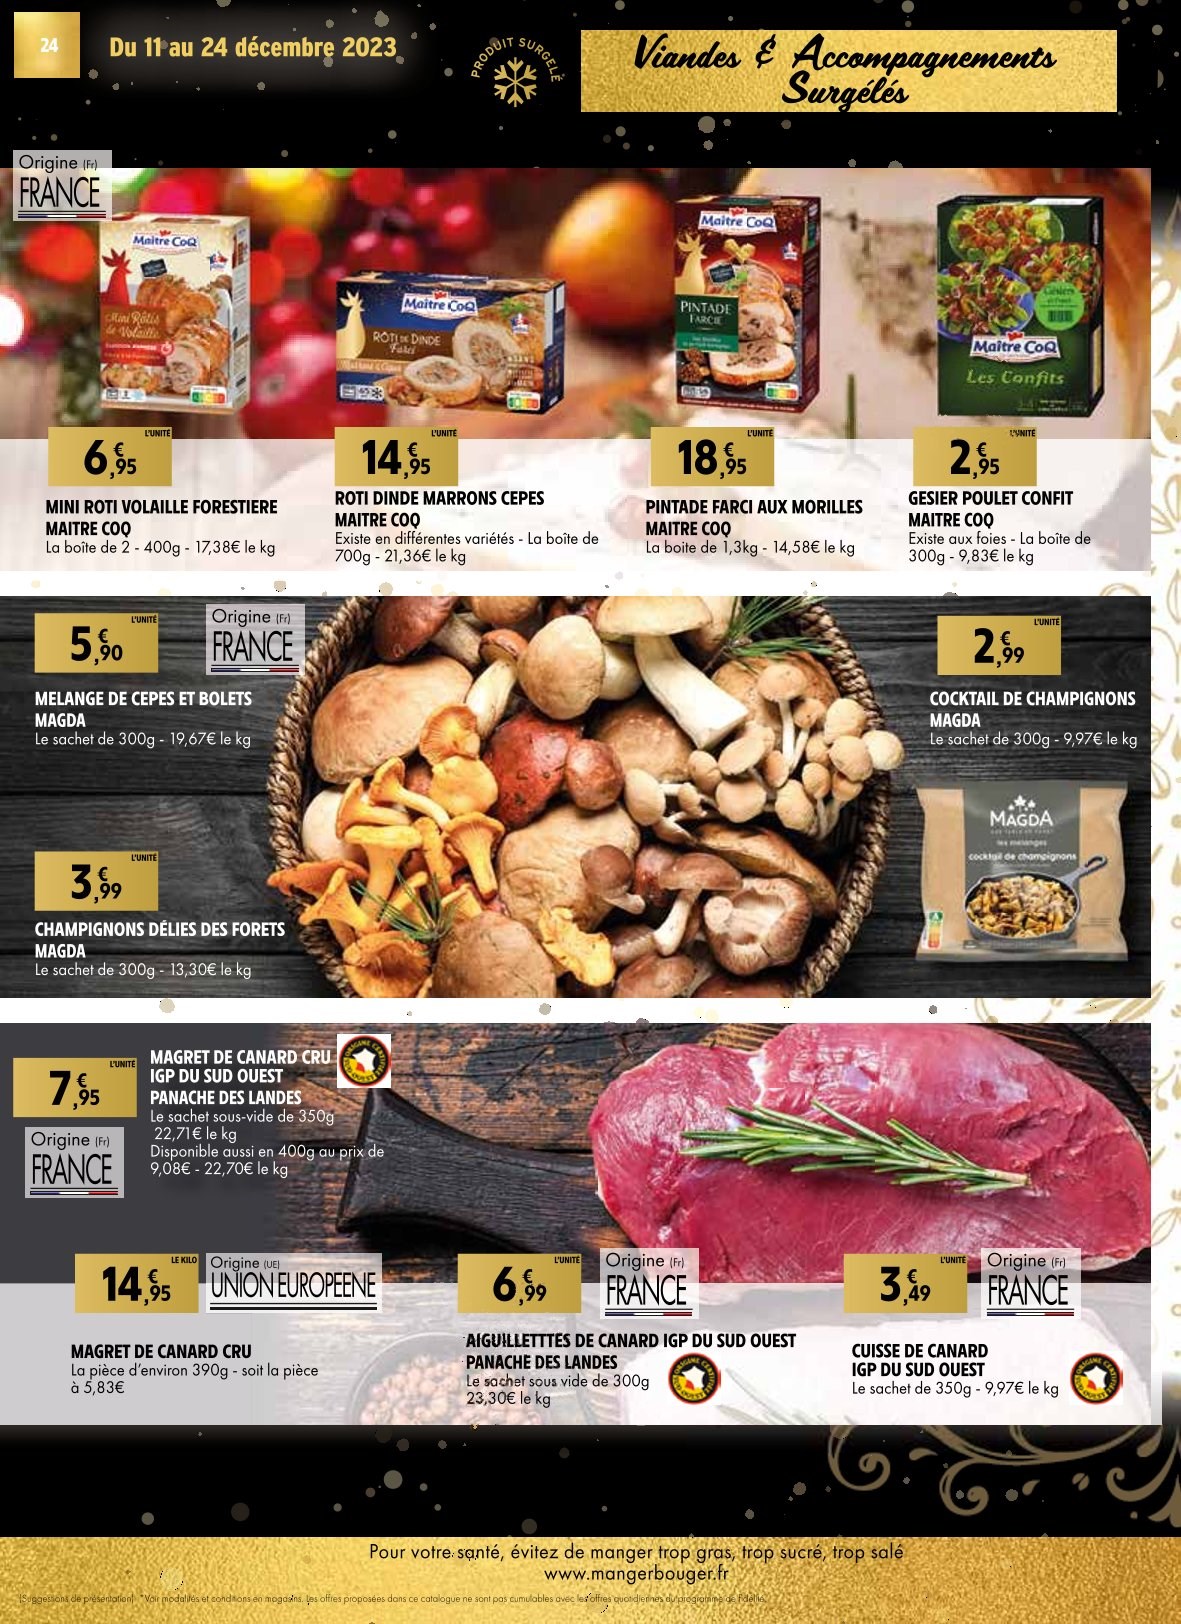 24
Du 11 au 24 décembre 2023
PRODUIT SURGELÉ
Viandes & Accompagnements
Surgélés
Origine (Fr)
FRANCE
Maître CoQ
Mini Rôtis
de Volaille
Maître CoQ
RÔTI DE DINDE
Farci
Maître CoQ
PINTADE
FARCIE
Gésiers
Maître CoQ
Les Confits
L'UNITÉ
6€,95
MINI ROTI VOLAILLE FORESTIERE
MAITRE COQ
La boîte de 2 - 400g - 17,38€ le kg
L'UNITÉ
14€,95
ROTI DINDE MARRONS CEPES
MAITRE COQ
Existe en différentes variétés - La boîte de
700g - 21,36€ le kg
L'UNITÉ
18€,95
PINTADE FARCI AUX MORILLES
MAITRE COQ
La boite de 1,3kg - 14,58€ le kg
L'UNITÉ
2€,95
GESIER POULET CONFIT
MAITRE COQ
Existe aux foies - La boîte de
300g - 9,83€ le kg
L'UNITÉ
5€,90
Origine (Fr)
FRANCE
MELANGE DE CEPES ET BOLETS
MAGDA
Le sachet de 300g - 19,67€ le kg
L'UNITÉ
2€,99
COCKTAIL DE CHAMPIGNONS
MAGDA
Le sachet de 300g - 9,97€ le kg
MAGDA
les mélanges
cocktail de champignons
L'UNITÉ
3€,99
CHAMPIGNONS DÉLIES DES FORETS
MAGDA
Le sachet de 300g - 13,30€ le kg
L'UNITÉ
7€,95
Origine (Fr)
FRANCE
MAGRET DE CANARD CRU
IGP DU SUD OUEST
PANACHE DES LANDES
Le sachet sous-vide de 350g
22,71€ le kg
Disponible aussi en 400g au prix de
9,08€ - 22,70€ le kg
LE KILO
14€,95
Origine (UE)
UNION EUROPEENE
MAGRET DE CANARD CRU
La pièce d'environ 390g - soit la pièce
à 5,83€
L'UNITÉ
6€,99
Origine (Fr)
FRANCE
AIGUILLETTTES DE CANARD IGP DU SUD OUEST
PANACHE DES LANDES
Le sachet sous vide de 300g
23,30€ le kg
L'UNITÉ
3€,49
Origine (Fr)
FRANCE
CUISSE DE CANARD
IGP DU SUD OUEST
Le sachet de 350g - 9,97€ le kg
Pour votre santé, évitez de manger trop gras, trop sucré, trop salé
www.mangerbouger.fr
(Suggestions de présentation) *Voir modalités et conditions en magasins. Les offres proposées dans ce catalogue ne sont pas cumulables avec les offres quotidiennes du programme de fidélité.